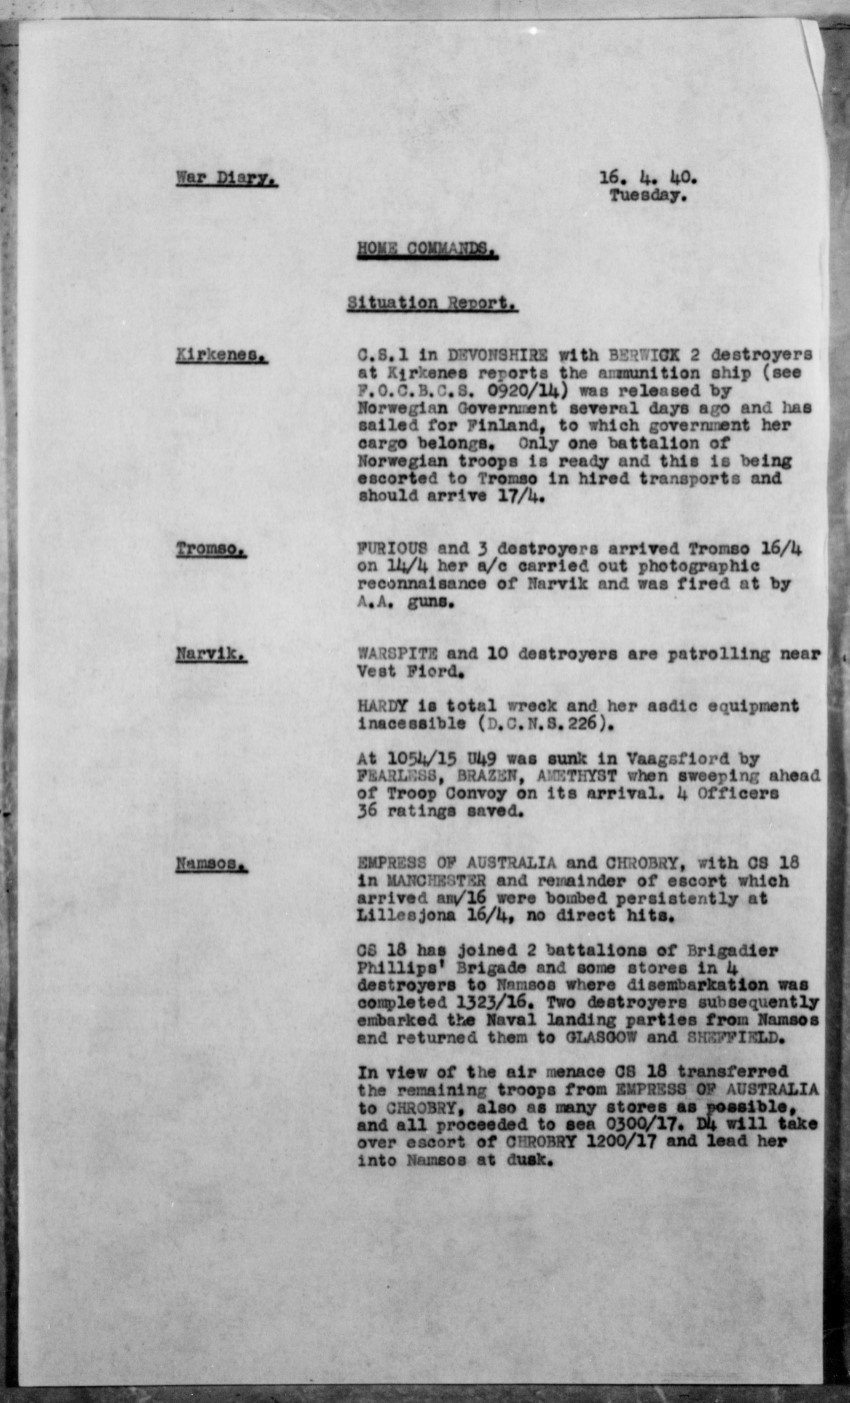 War Diary.
16. 4. 40.
Tuesday.
HOME COMMANDS.
Situation Report.
Kirkenes.
C.S.1 in DEVONSHIRE with BERWICK 2 destroyers
at Kirkenes reports the ammunition ship (see
F.O.C.B.C.S. 0920/14) was released by
Norwegian Government several days ago and has
sailed for Finland, to which government her
cargo belongs. Only one battalion of
Norwegian troops is ready and this is being
escorted to Tromso in hired transports and
should arrive 17/4.
Tromso.
FURIOUS and 3 destroyers arrived Tromso 16/4
on 14/4 her a/c carried out photographic
reconnaisance of Narvik and was fired at by
A.A. guns.
Narvik.
WARSPITE and 10 destroyers are patrolling near
Vest Fiord.
HARDY is total wreck and her asdic equipment
inacessible (D.C.N.S.226).
At 1054/15 U49 was sunk in Vaagsfiord by
FEARLESS, BRAZEN, AMETHYST when sweeping ahead
of Troop Convoy on its arrival. 4 Officers
36 ratings saved.
Namsos.
EMPRESS OF AUSTRALIA and CHROBRY, with CS 18
in MANCHESTER and remainder of escort which
arrived am/16 were bombed persistently at
Lillesjona 16/4, no direct hits.
CS 18 has joined 2 battalions of Brigadier
Phillips' Brigade and some stores in 4
destroyers to Namsos where disembarkation was
completed 1323/16. Two destroyers subsequently
embarked the Naval landing parties from Namsos
and returned them to GLASGOW and SHEFFIELD.
In view of the air menace CS 18 transferred
the remaining troops from EMPRESS OF AUSTRALIA
to CHROBRY, also as many stores as possible,
and all proceeded to sea 0300/17. D4 will take
over escort of CHROBRY 1200/17 and lead her
into Namsos at dusk.